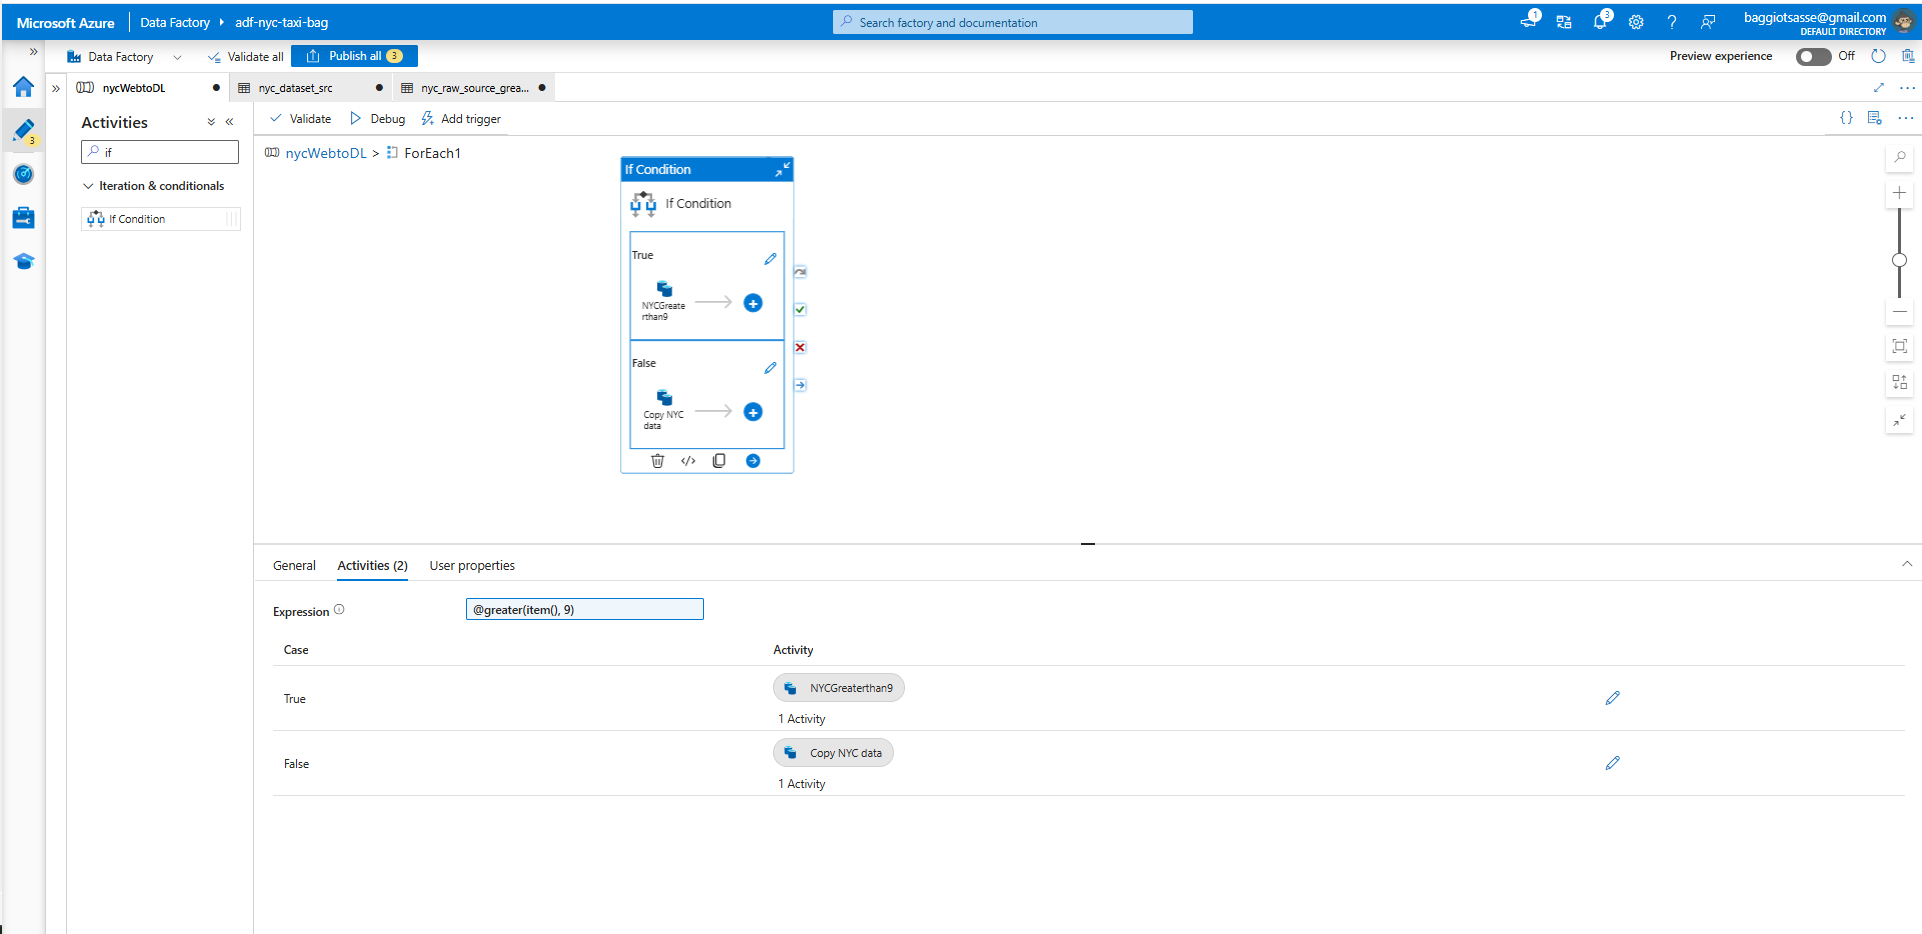 Microsoft Azure Data Factory adf-nyc-taxi-bag
Search factory and documentation
1
3
?
baggiotsasse@gmail.com
DEFAULT DIRECTORY
»
Data Factory
Validate all
Publish all 3
Preview experience
Off
»
nycWebtoDL
nyc_dataset_src
nyc_raw_source_grea...
3
Activities
«
if
Iteration & conditionals
If Condition
Validate
Debug
Add trigger
{}
nycWebtoDL > ForEach1
If Condition
If Condition
True
NYCGreate
rthan9
False
Copy NYC
data
General
Activities (2)
User properties
Expression
@greater(item(), 9)
Case
Activity
True
NYCGreaterthan9
1 Activity
False
Copy NYC data
1 Activity